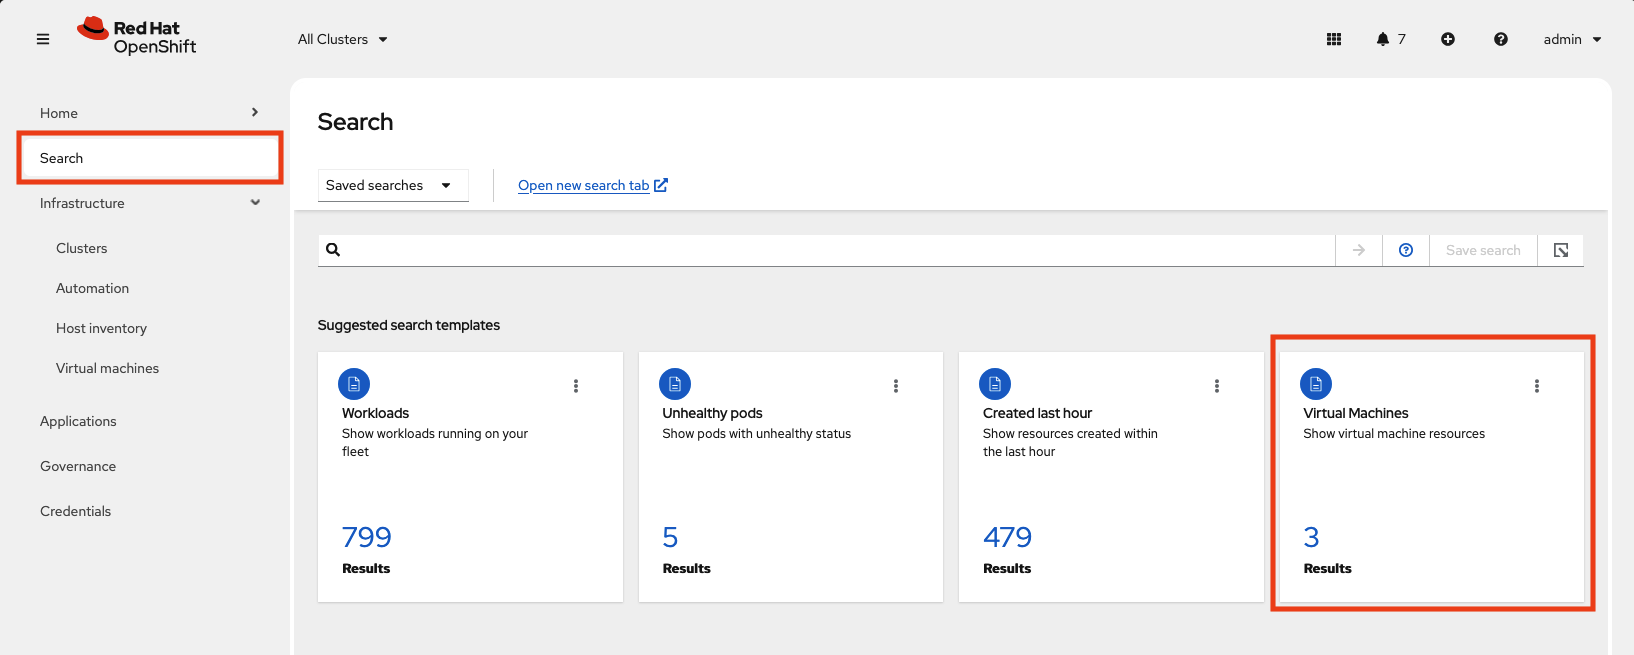 Red Hat
OpenShift
All Clusters
7
admin
Home
Search
Infrastructure
Clusters
Automation
Host inventory
Virtual machines
Applications
Governance
Credentials
Search
Saved searches
Open new search tab
Save search
Suggested search templates
Workloads
Show workloads running on your
fleet
799
Results
Unhealthy pods
Show pods with unhealthy status
5
Results
Created last hour
Show resources created within
the last hour
479
Results
Virtual Machines
Show virtual machine resources
3
Results